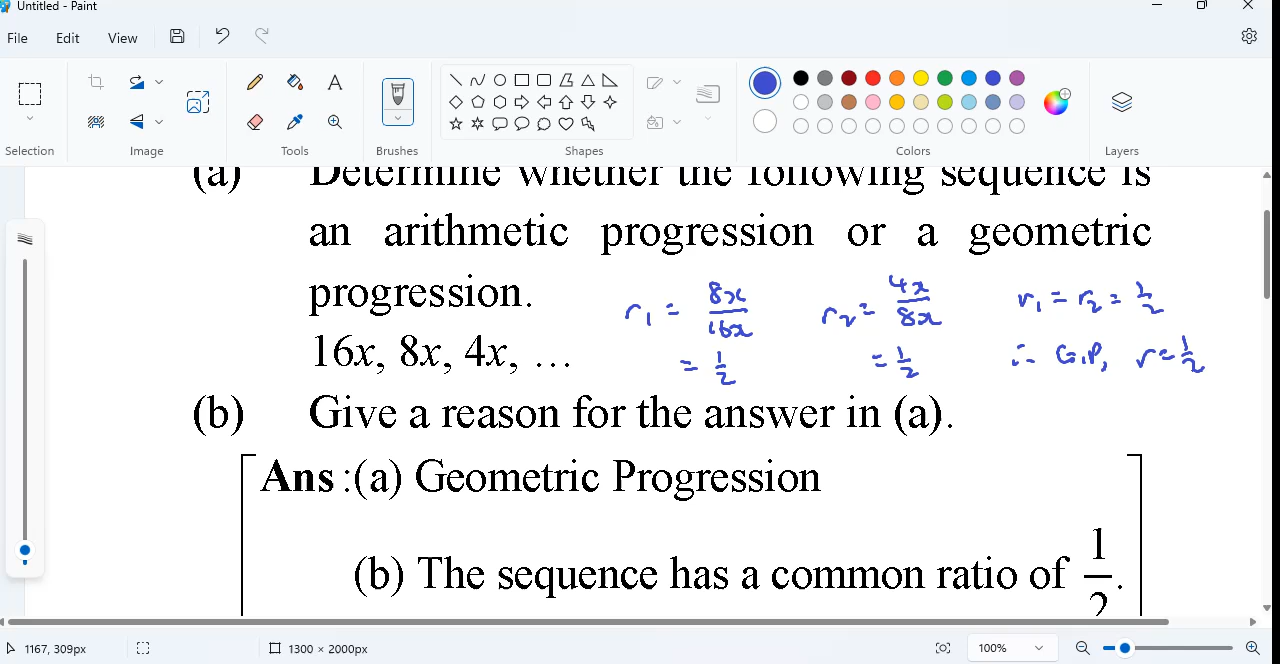 Untitled - Paint
File Edit View
Selection
Image
Tools
Brushes
Shapes
Colors
Layers
(a) Determine whether the following sequence is
an arithmetic progression or a geometric
progression.
r₁ = 8x/16x r₂ = 4x/8x r₁ = r₂ = 1/2
16x, 8x, 4x, …
= 1/2 = 1/2 ∴ G.P, r = 1/2
(b) Give a reason for the answer in (a).
Ans :(a) Geometric Progression
(b) The sequence has a common ratio of 1/2.
1167, 309px
1300 × 2000px
100%